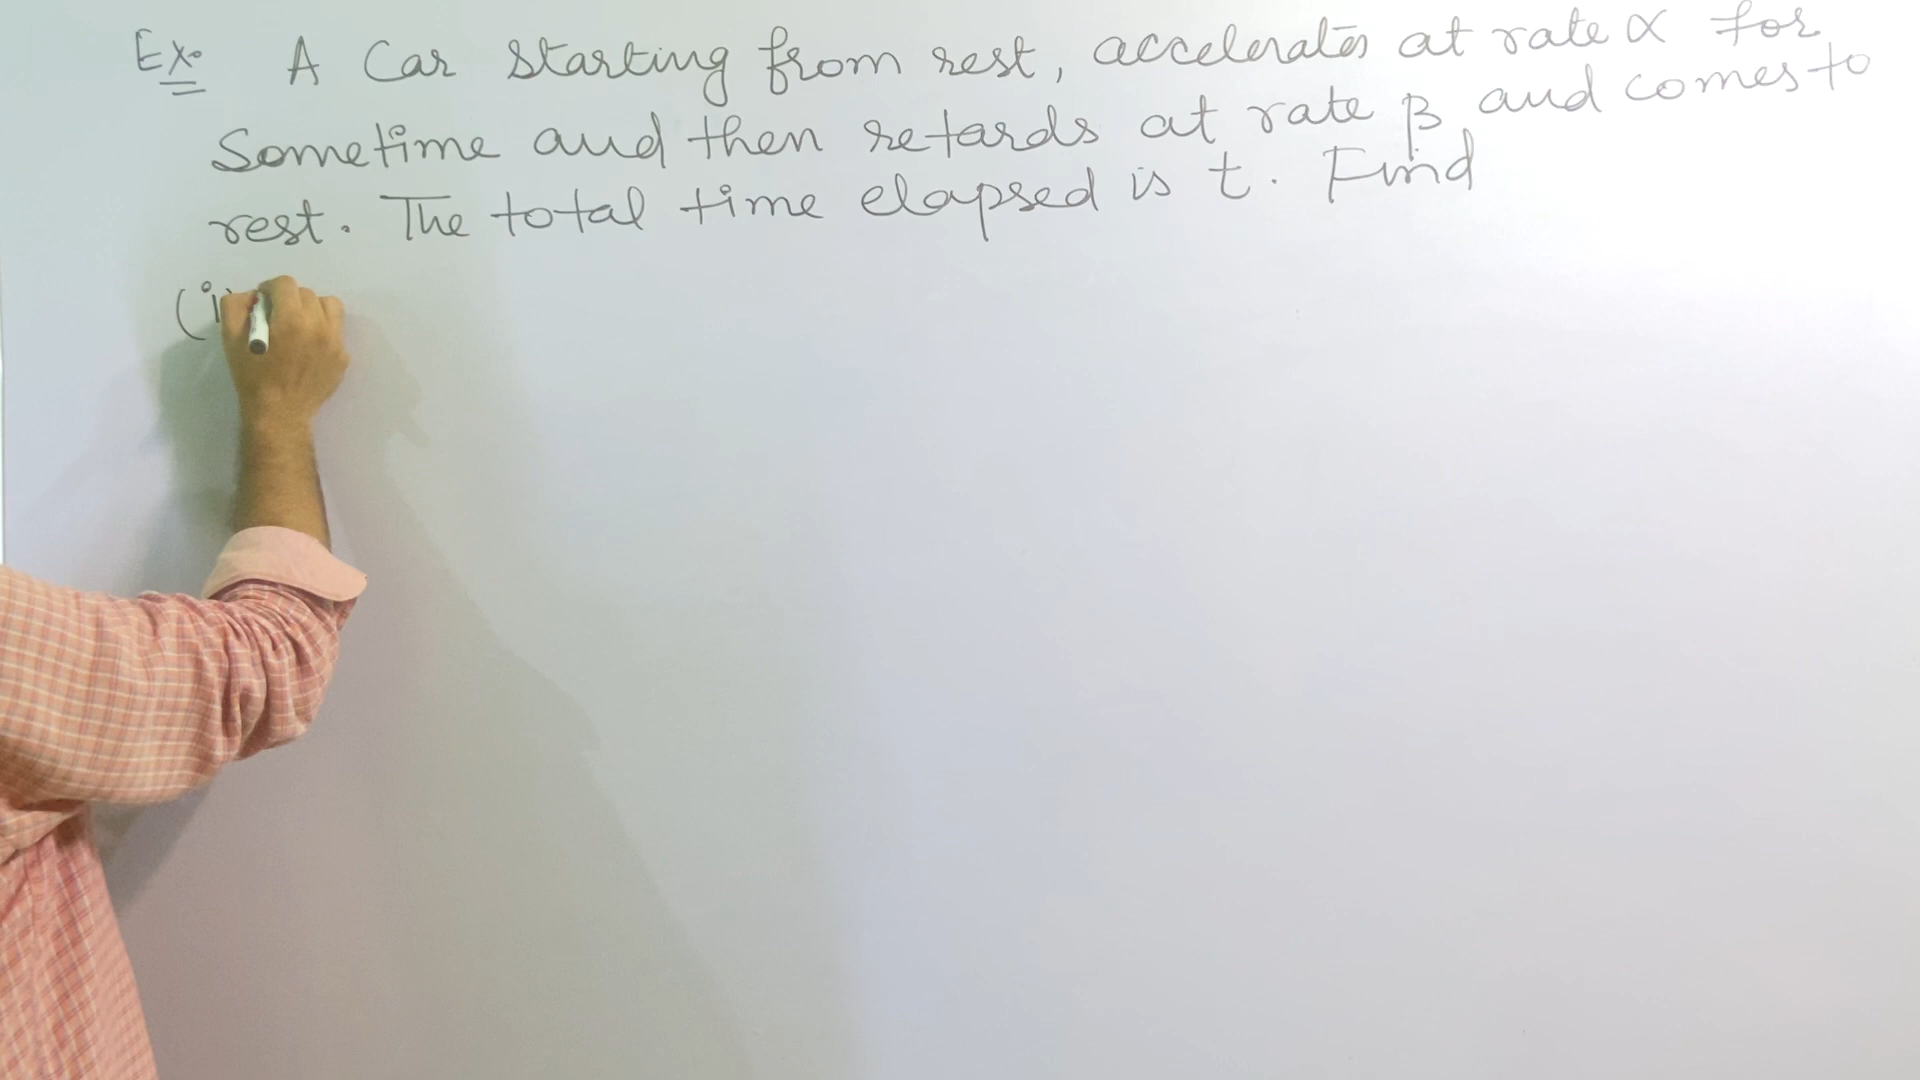 Ex. A Car starting from rest, accelerates at rate α for
Sometime and then retards at rate β and comes to
rest. The total time elapsed is t. Find
(i)